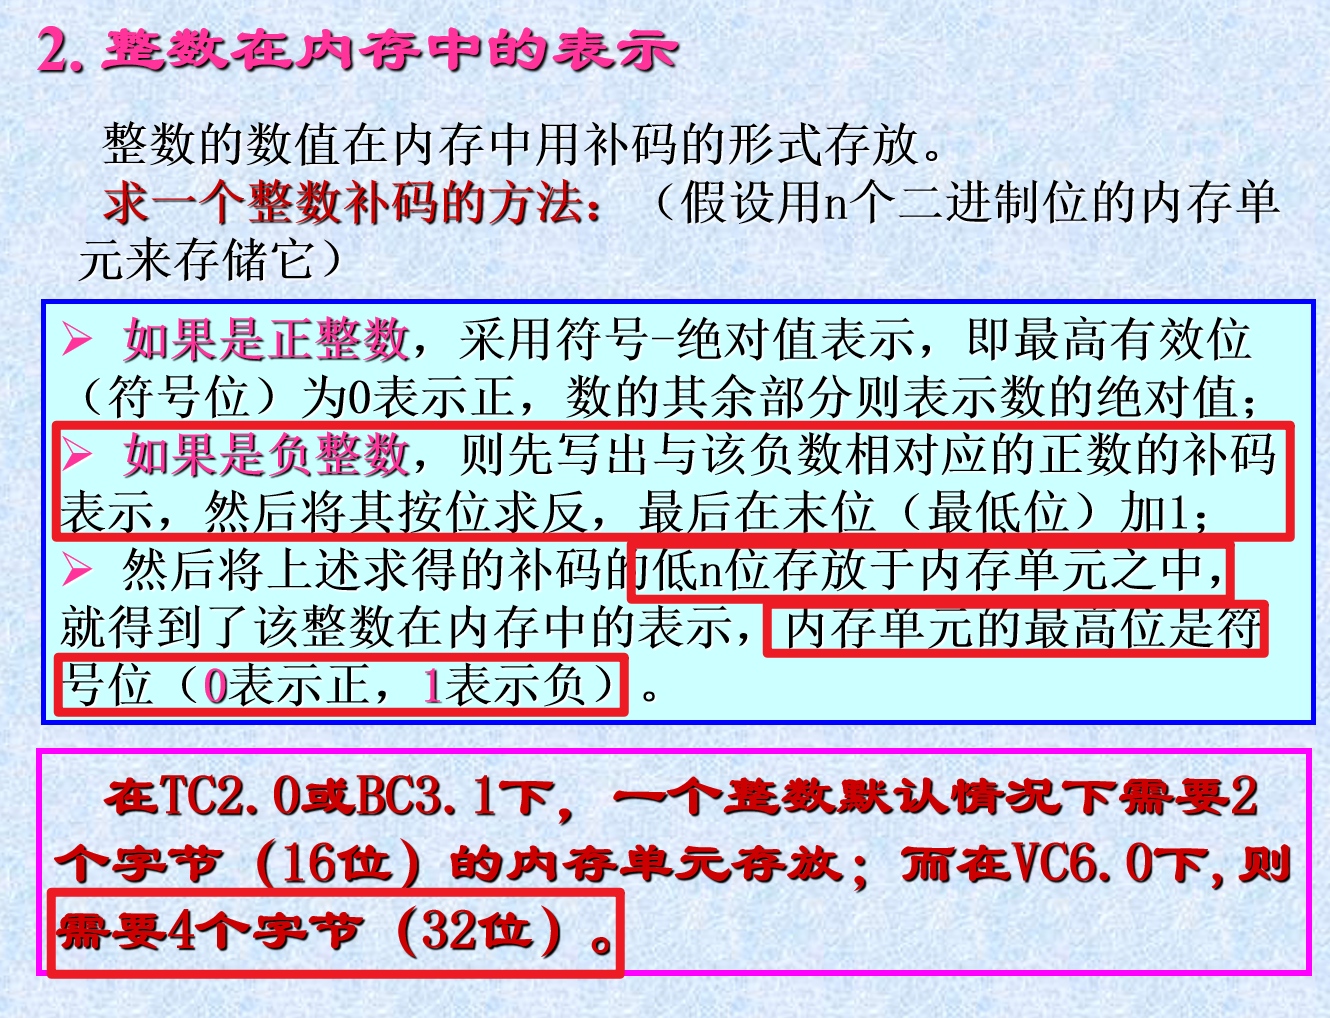 2. 整数在内存中的表示
整数的数值在内存中用补码的形式存放。
求一个整数补码的方法：（假设用n个二进制位的内存单
元来存储它）
➢ 如果是正整数，采用符号-绝对值表示，即最高有效位
（符号位）为0表示正，数的其余部分则表示数的绝对值；
➢ 如果是负整数，则先写出与该负数相对应的正数的补码
表示，然后将其按位求反，最后在末位（最低位）加1；
➢ 然后将上述求得的补码的低n位存放于内存单元之中，
就得到了该整数在内存中的表示，内存单元的最高位是符
号位（0表示正，1表示负）。
在TC2.0或BC3.1下，一个整数默认情况下需要2
个字节（16位）的内存单元存放；而在VC6.0下,则
需要4个字节（32位）。